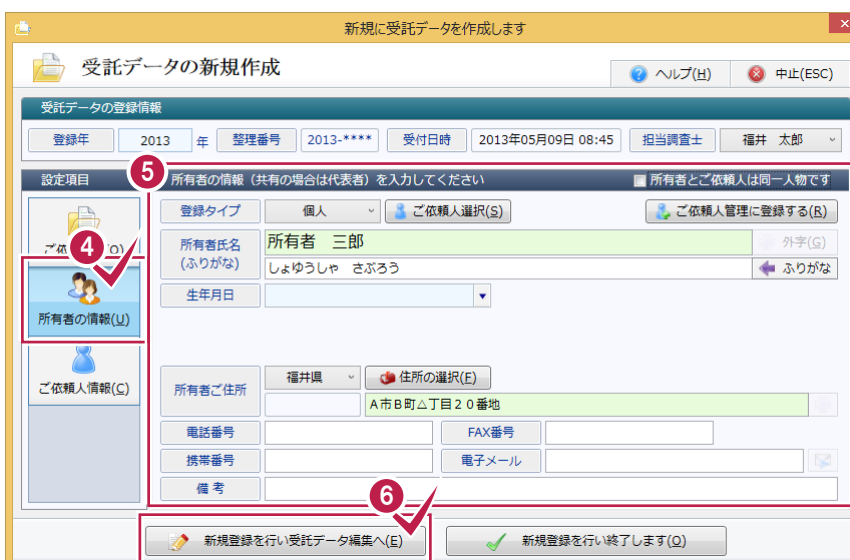 新規に受託データを作成します
受託データの新規作成
ヘルプ(H)
中止(ESC)
受託データの登録情報
登録年 2013 年 整理番号 2013-**** 受付日時 2013年05月09日 08:45 担当調査士 福井 太郎
設定項目
5
所有者の情報（共有の場合は代表者）を入力してください
所有者とご依頼人は同一人物です
登録タイプ 個人 ご依頼人選択(S) ご依頼人管理に登録する(R)
4
所有者氏名 所有者 三郎 外字(G)
(ふりがな) しょゆうしゃ さぶろう ふりがな
生年月日
所有者の情報(U)
ご依頼人情報(C)
所有者ご住所 福井県 住所の選択(F)
A市B町△丁目２０番地
電話番号 FAX番号
携帯番号 電子メール
備 考
6
新規登録を行い受託データ編集へ(E)
新規登録を行い終了します(O)